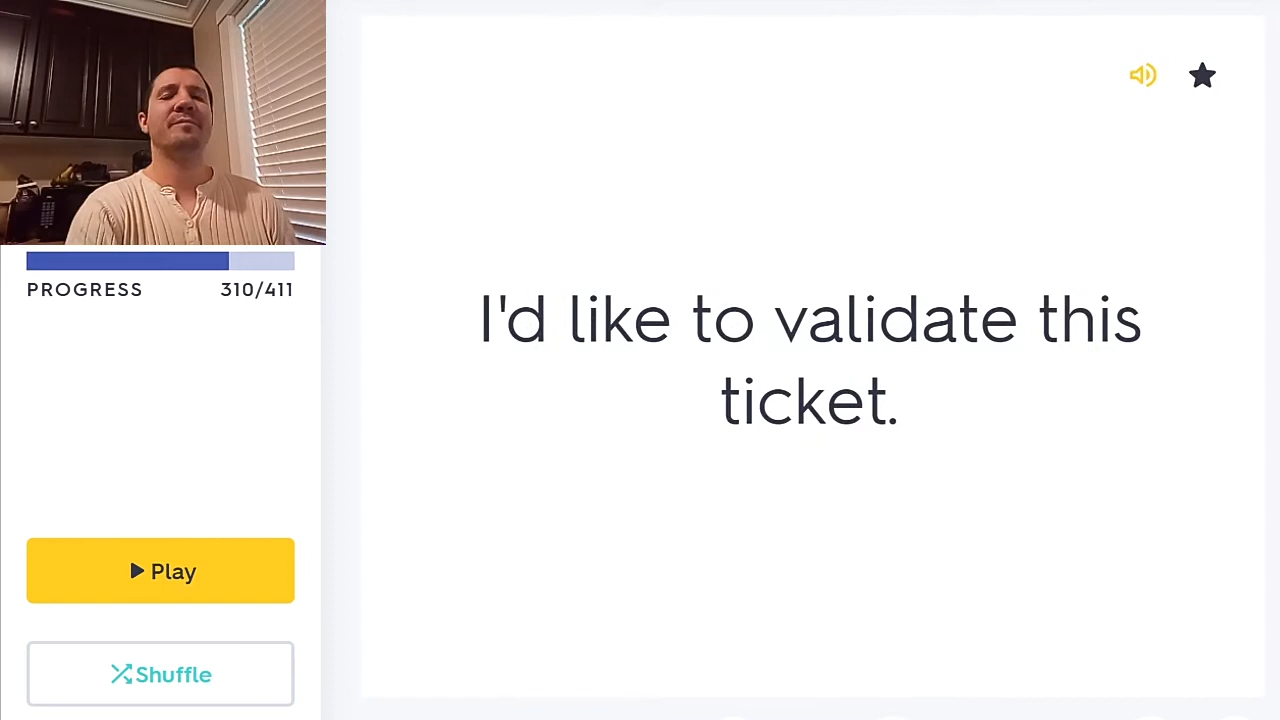 I'd like to validate this
ticket.
PROGRESS 310/411
Play
Shuffle